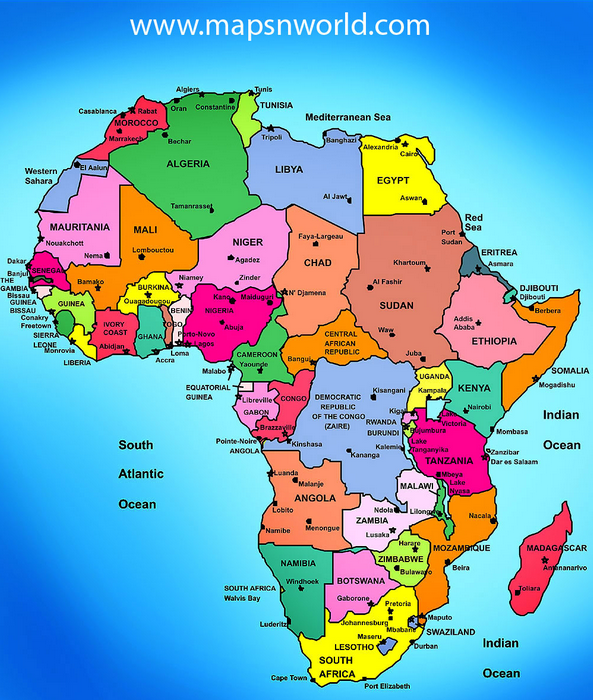 www.mapsnworld.com
Algiers
Tunis
Oran
Constantine
TUNISIA
Casablanca
Rabat
MOROCCO
Marrakech
Mediterranean Sea
Tripoli
Banghazi
Alexandria
Cairo
Bechar
ALGERIA
LIBYA
EGYPT
Western
Sahara
El Aalun
Tamanrasset
Al Jawf
Aswan
MAURITANIA
Nouakchott
Nema
MALI
Lombouctou
NIGER
Agadez
Zinder
Faya-Largeau
CHAD
Red
Sea
Port
Sudan
Khartoum
ERITREA
Asmara
Dakar
SENEGAL
Banjul
THE
GAMBIA
Bissau
GUINEA
BISSAU
Bamako
BURKINA
Ouagadougou
Niamey
N' Djamena
Al Fashir
SUDAN
DJIBOUTI
Djibouti
Berbera
GUINEA
Conakry
Freetown
SIERRA
LEONE
Monrovia
LIBERIA
IVORY
COAST
Abidjan
GHANA
TOGO
BENIN
Accra
Loma
Porto-Novo
Lagos
Kano
Maiduguri
NIGERIA
Abuja
Addis
Ababa
ETHIOPIA
CENTRAL
AFRICAN
REPUBLIC
Waw
Juba
CAMEROON
Yaounde
Bangui
Malabo
EQUATORIAL
GUINEA
Libreville
GABON
CONGO
Brazzaville
DEMOCRATIC
REPUBLIC
OF THE CONGO
(ZAIRE)
Kisangani
UGANDA
Kampala
KENYA
Nairobi
SOMALIA
Mogadishu
Indian
Ocean
Kigali
RWANDA
BURUNDI
Bujumbura
Lake
Victoria
Mombasa
Pointe-Noire
ANGOLA
Kinshasa
Kananga
Kalemie
Lake
Tanganyika
TANZANIA
Zanzibar
Dar es Salaam
Mbeya
Lake
Nyasa
South
Atlantic
Ocean
Luanda
Malanje
ANGOLA
Lobito
Menongue
Namibe
MALAWI
Ndola
Lilongwe
ZAMBIA
Lusaka
Nacala
Harare
MOZAMBIQUE
ZIMBABWE
Bulawayo
Beira
MADAGASCAR
Antananarivo
Toliara
NAMIBIA
Windhoek
BOTSWANA
Gaborone
SOUTH AFRICA
Walvis Bay
Luderitz
Pretoria
Johannesburg
Mbabane
Maputo
SWAZILAND
Maseru
LESOTHO
Durban
SOUTH
AFRICA
Cape Town
Port Elizabeth
Indian
Ocean